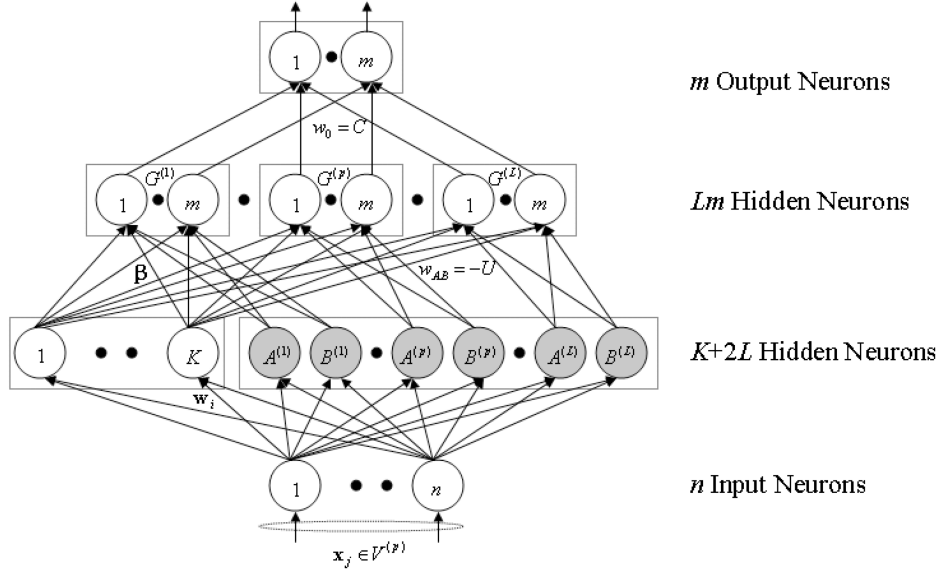 1 m
m Output Neurons
w₀ = C
G⁽¹⁾ G⁽ᵖ⁾ G⁽ᴸ⁾
1 m 1 m 1 m
Lm Hidden Neurons
β
w_AB = −U
1 K A⁽¹⁾ B⁽¹⁾ A⁽ᵖ⁾ B⁽ᵖ⁾ A⁽ᴸ⁾ B⁽ᴸ⁾
K+2L Hidden Neurons
wᵢ
1 n
n Input Neurons
xⱼ ∈ V⁽ᵖ⁾